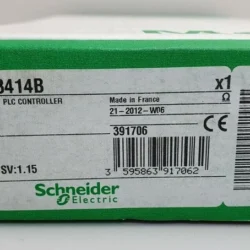 3414B
x1
PLC CONTROLLER
Made in France
Ω
21-2012-W06
391706
SV:1.15
3 595863 917062
Schneider
Electric